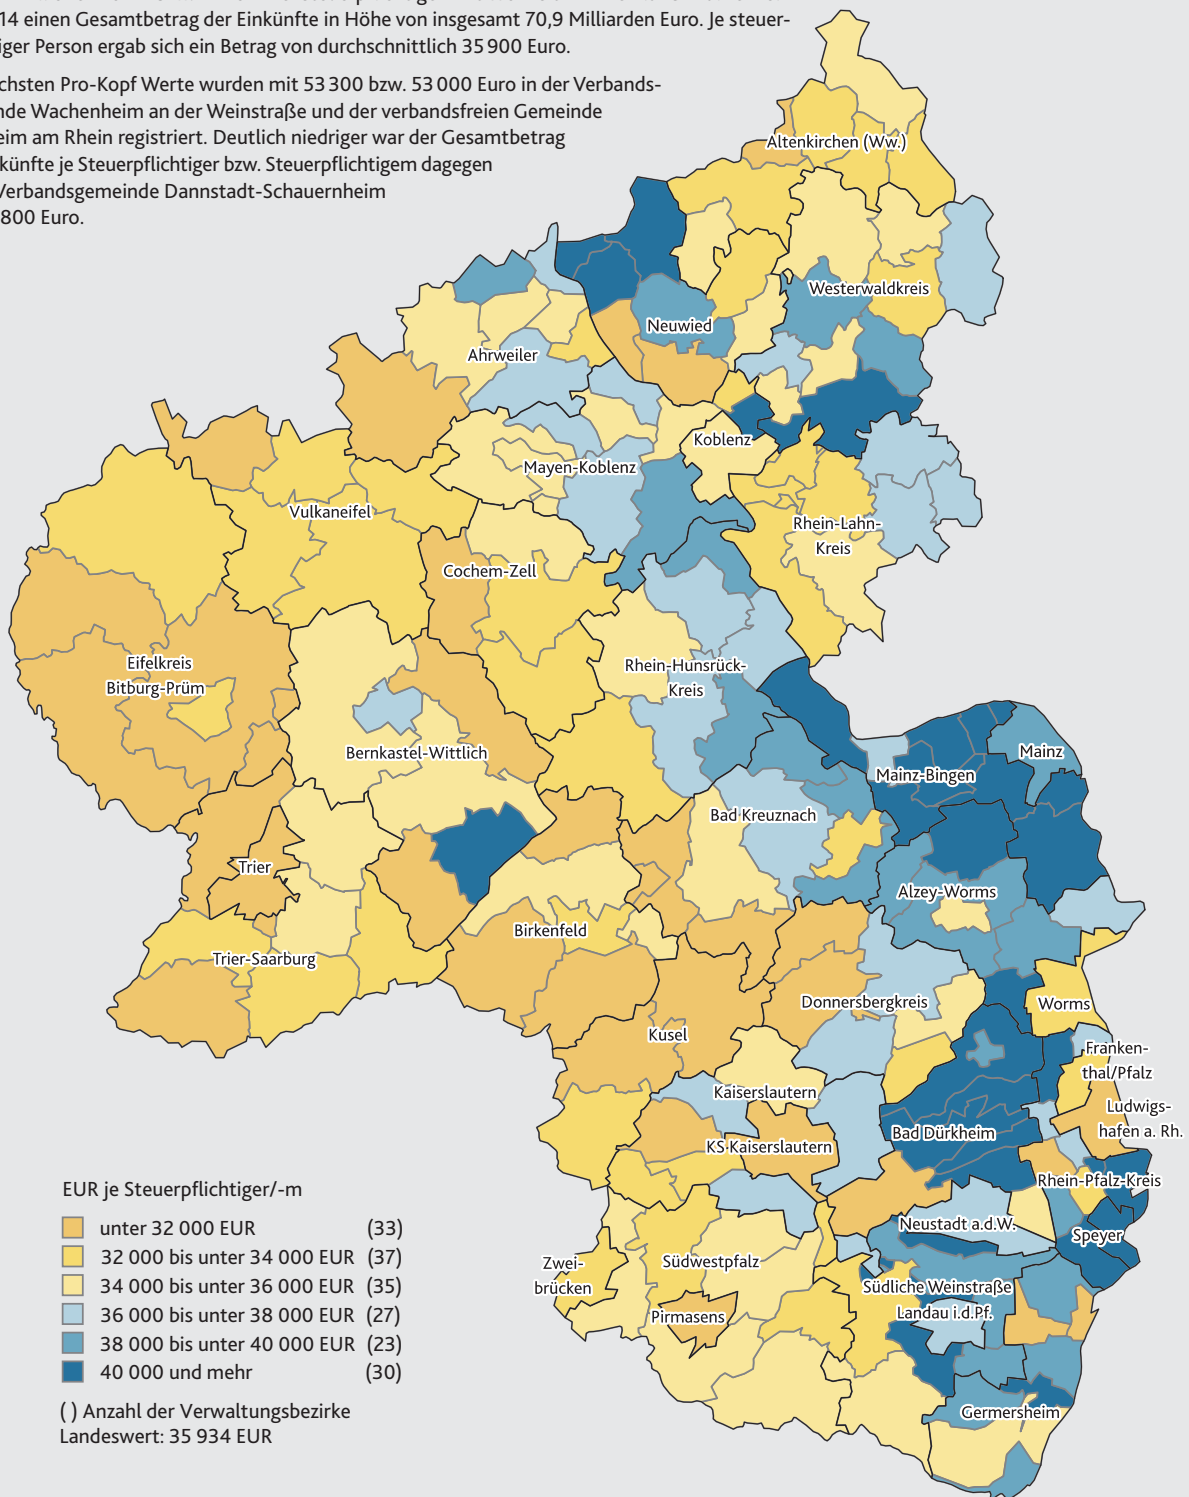 14 einen Gesamtbetrag der Einkünfte in Höhe von insgesamt 70,9 Milliarden Euro. Je steuer-
iger Person ergab sich ein Betrag von durchschnittlich 35 900 Euro.
chsten Pro-Kopf Werte wurden mit 53 300 bzw. 53 000 Euro in der Verbands-
nde Wachenheim an der Weinstraße und der verbandsfreien Gemeinde
eim am Rhein registriert. Deutlich niedriger war der Gesamtbetrag
künfte je Steuerpflichtiger bzw. Steuerpflichtigem dagegen
Verbandsgemeinde Dannstadt-Schauernheim
800 Euro.
Altenkirchen (Ww.)
Westerwaldkreis
Neuwied
Ahrweiler
Koblenz
Mayen-Koblenz
Vulkaneifel
Rhein-Lahn-
Kreis
Cochem-Zell
Eifelkreis
Bitburg-Prüm
Rhein-Hunsrück-
Kreis
Bernkastel-Wittlich
Mainz
Mainz-Bingen
Bad Kreuznach
Trier
Alzey-Worms
Birkenfeld
Trier-Saarburg
Donnersbergkreis
Worms
Kusel
Franken-
thal/Pfalz
Kaiserslautern
Ludwigs-
hafen a. Rh.
Bad Dürkheim
KS-Kaiserslautern
Rhein-Pfalz-Kreis
Neustadt a.d.W.
Speyer
Zwei-
brücken
Südwestpfalz
Südliche Weinstraße
Landau i.d.Pf.
Pirmasens
Germersheim
EUR je Steuerpflichtiger/-m
unter 32 000 EUR (33)
32 000 bis unter 34 000 EUR (37)
34 000 bis unter 36 000 EUR (35)
36 000 bis unter 38 000 EUR (27)
38 000 bis unter 40 000 EUR (23)
40 000 und mehr (30)
( ) Anzahl der Verwaltungsbezirke
Landeswert: 35 934 EUR